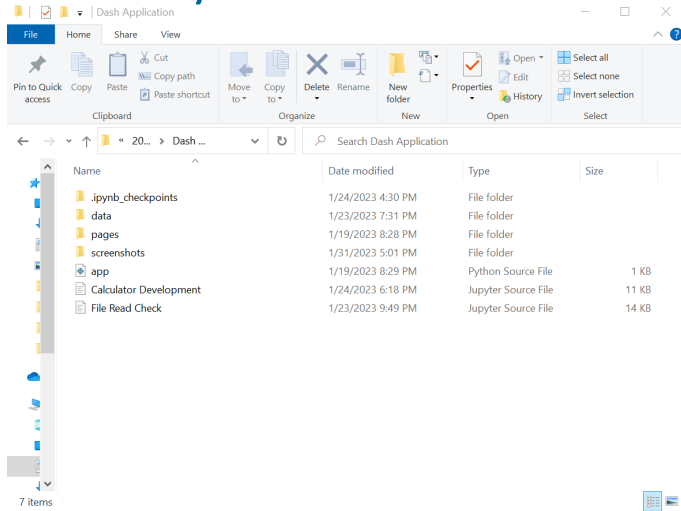 | Dash Application
File Home Share View
Pin to Quick access
Copy
Paste
Cut
Copy path
Paste shortcut
Move to
Copy to
Delete
Rename
New folder
Properties
Open
Edit
History
Select all
Select none
Invert selection
Clipboard Organize New Open Select
« 20... > Dash ... Search Dash Application
Name Date modified Type Size
.ipynb_checkpoints 1/24/2023 4:30 PM File folder
data 1/23/2023 7:31 PM File folder
pages 1/19/2023 8:28 PM File folder
screenshots 1/31/2023 5:01 PM File folder
app 1/19/2023 8:29 PM Python Source File 1 KB
Calculator Development 1/24/2023 6:18 PM Jupyter Source File 11 KB
File Read Check 1/23/2023 9:49 PM Jupyter Source File 14 KB
7 items